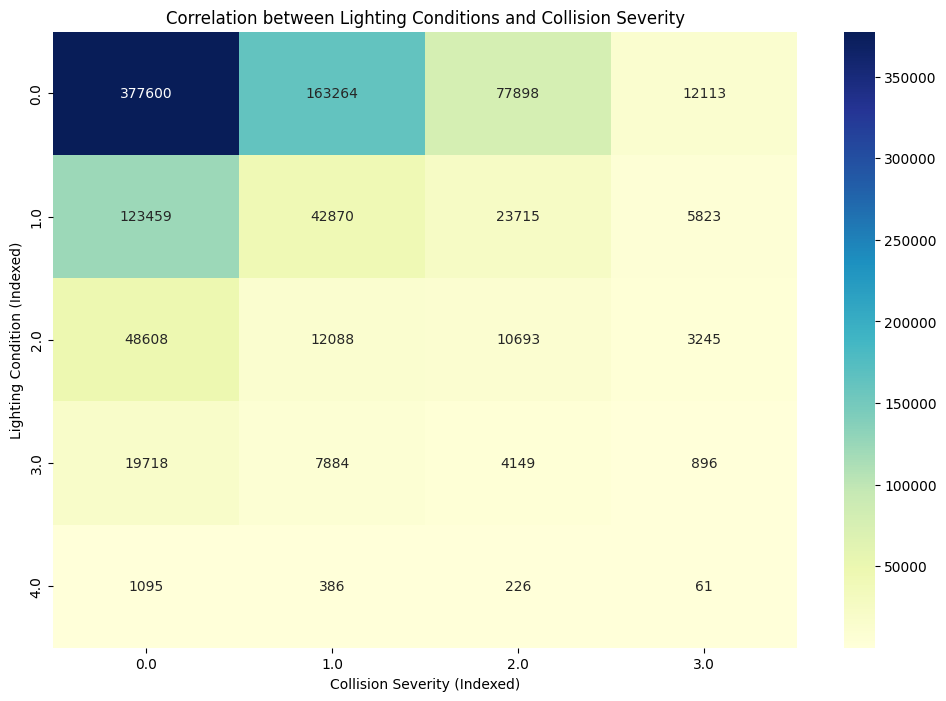 Correlation between Lighting Conditions and Collision Severity
Lighting Condition (Indexed)
0.0 377600 163264 77898 12113
1.0 123459 42870 23715 5823
2.0 48608 12088 10693 3245
3.0 19718 7884 4149 896
4.0 1095 386 226 61
0.0 1.0 2.0 3.0
Collision Severity (Indexed)
350000
300000
250000
200000
150000
100000
50000